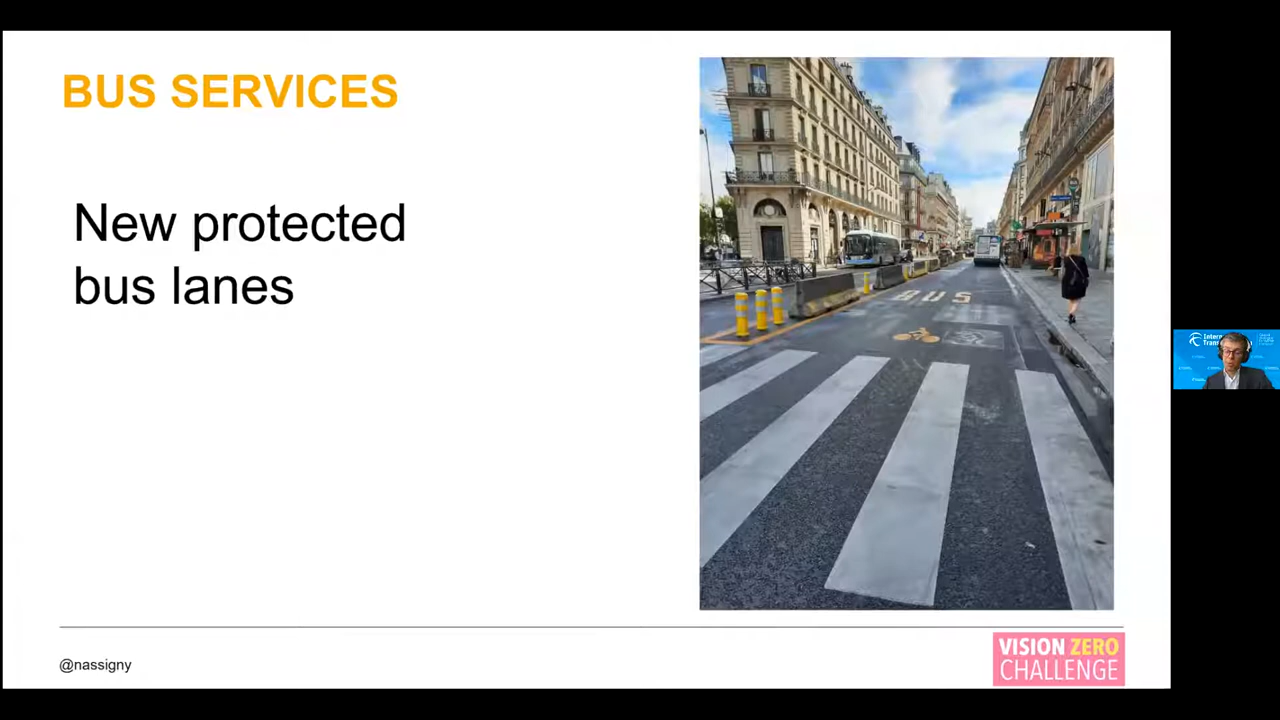 BUS SERVICES
New protected
bus lanes
BUS
@nassigny
VISION ZERO
CHALLENGE